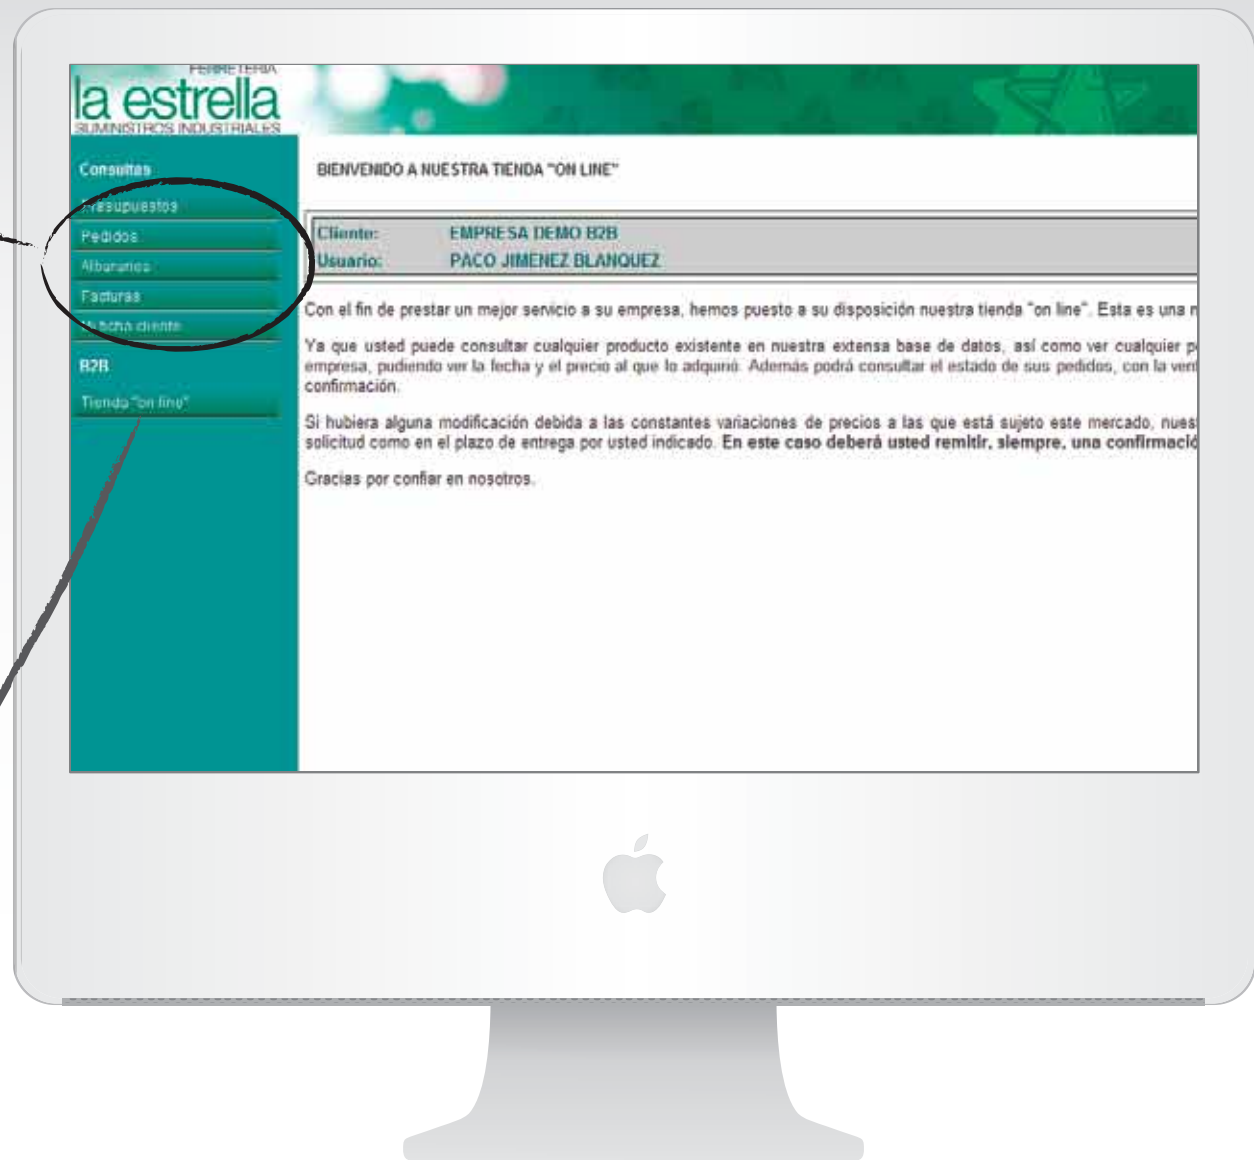 FERRETERIA
la estrella
SUMINISTROS INDUSTRIALES
Consultas
Presupuestos
Pedidos
Albaranes
Facturas
Mi ficha cliente
B2B
Tienda "on line"
BIENVENIDO A NUESTRA TIENDA "ON LINE"
Cliente: EMPRESA DEMO B2B
Usuario: PACO JIMENEZ BLANQUEZ
Con el fin de prestar un mejor servicio a su empresa, hemos puesto a su disposición nuestra tienda "on line". Esta es una
Ya que usted puede consultar cualquier producto existente en nuestra extensa base de datos, así como ver cualquier
empresa, pudiendo ver la fecha y el precio al que lo adquirió. Además podrá consultar el estado de sus pedidos, con la
confirmación.
Si hubiera alguna modificación debida a las constantes variaciones de precios a las que está sujeto este mercado,
solicitud como en el plazo de entrega por usted indicado. En este caso deberá usted remitir, siempre, una
Gracias por confiar en nosotros.